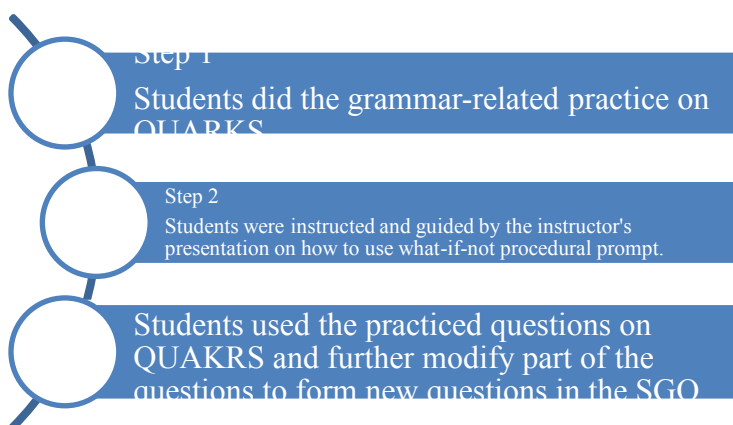 Step 1
Students did the grammar-related practice on
QUARKS
Step 2
Students were instructed and guided by the instructor's
presentation on how to use what-if-not procedural prompt.
Students used the practiced questions on
QUAKRS and further modify part of the
questions to form new questions in the SGQ